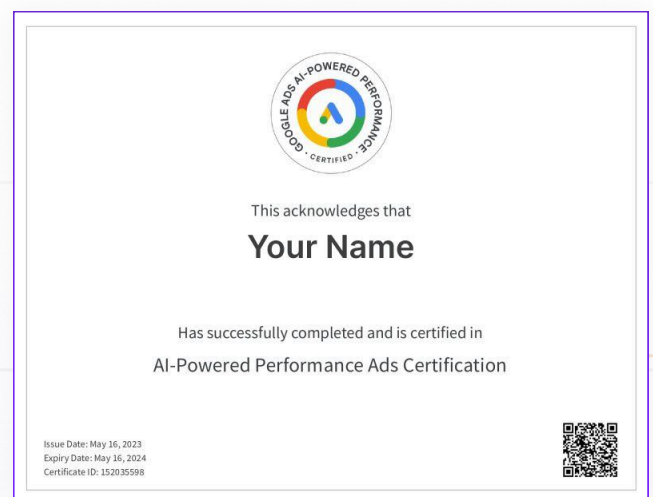 GOOGLE ADS AI-POWERED PERFORMANCE
· CERTIFIED ·
This acknowledges that
Your Name
Has successfully completed and is certified in
AI-Powered Performance Ads Certification
Issue Date: May 16, 2023
Expiry Date: May 16, 2024
Certificate ID: 152035598